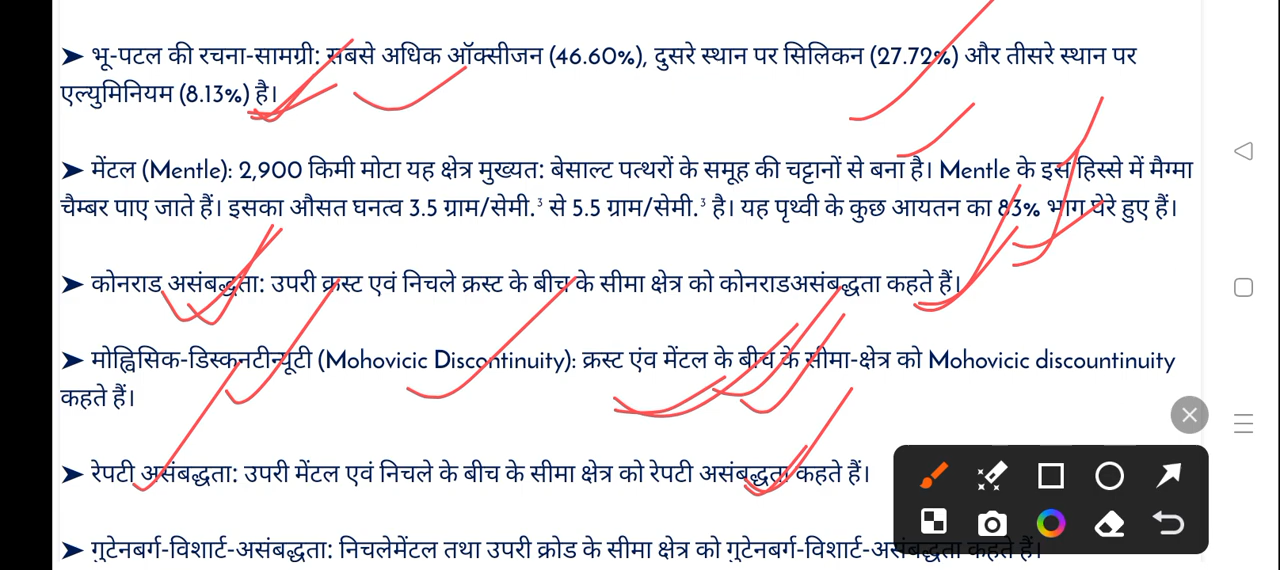 ➤ भू-पटल की रचना-सामग्री: सबसे अधिक ऑक्सीजन (46.60%), दुसरे स्थान पर सिलिकन (27.72%) और तीसरे स्थान पर
एल्युमिनियम (8.13%) है।
➤ मेंटल (Mentle): 2,900 किमी मोटा यह क्षेत्र मुख्यत: बेसाल्ट पत्थरों के समूह की चट्टानों से बना है। Mentle के इस हिस्से में मैग्मा
चैम्बर पाए जाते हैं। इसका औसत घनत्व 3.5 ग्राम/सेमी.³ से 5.5 ग्राम/सेमी.³ है। यह पृथ्वी के कुछ आयतन का 83% भाग घेरे हुए हैं।
➤ कोनराड असंबद्धता: उपरी क्रस्ट एवं निचले क्रस्ट के बीच के सीमा क्षेत्र को कोनराडअसंबद्धता कहते हैं।
➤ मोह्विसिक-डिस्कनटीन्यूटी (Mohovicic Discontinuity): क्रस्ट एंव मेंटल के बीच के सीमा-क्षेत्र को Mohovicic discountinuity
कहते हैं।
➤ रेपटी असंबद्धता: उपरी मेंटल एवं निचले के बीच के सीमा क्षेत्र को रेपटी असंबद्धता कहते हैं।
➤ गुटेनबर्ग-विशार्ट-असंबद्धता: निचलेमेंटल तथा उपरी क्रोड के सीमा क्षेत्र को गुटेनबर्ग-विशार्ट-असंबद्धता कहते हैं।